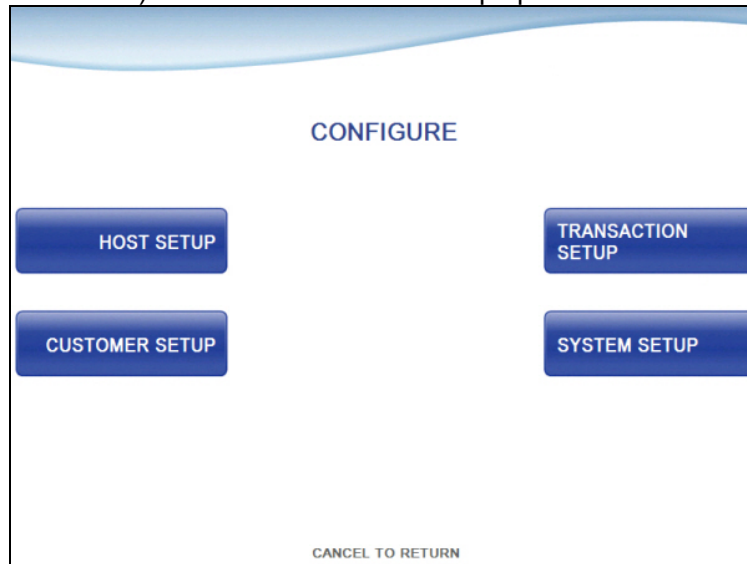 CONFIGURE
HOST SETUP
TRANSACTION
SETUP
CUSTOMER SETUP
SYSTEM SETUP
CANCEL TO RETURN